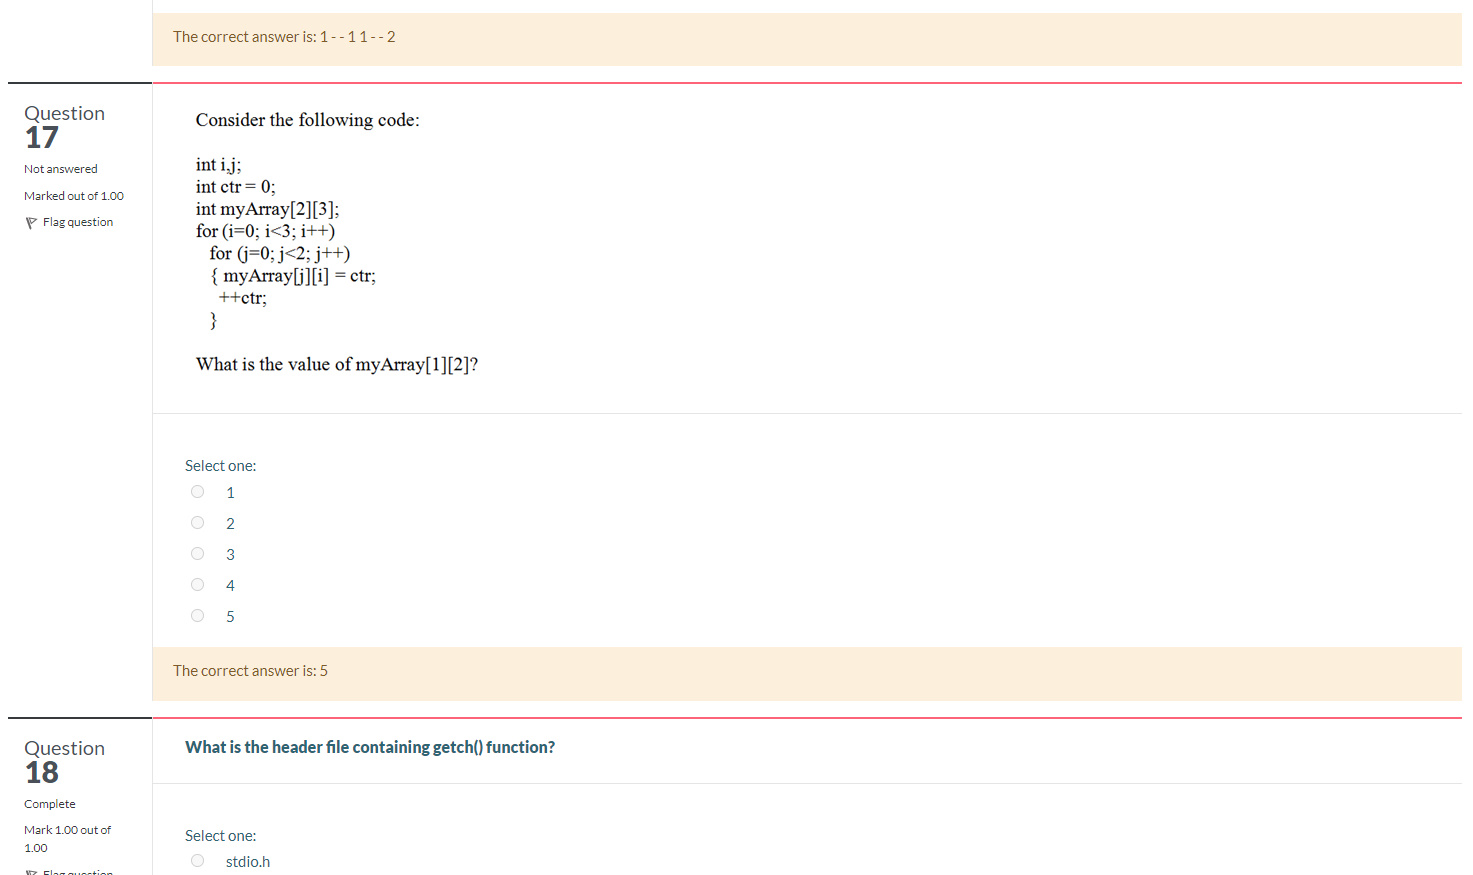 The correct answer is: 1 - - 1 1 - - 2
Question
17
Not answered
Marked out of 1.00
Flag question
Consider the following code:
int i,j;
int ctr = 0;
int myArray[2][3];
for (i=0; i<3; i++)
for (j=0; j<2; j++)
{ myArray[j][i] = ctr;
++ctr;
}
What is the value of myArray[1][2]?
Select one:
1
2
3
4
5
The correct answer is: 5
Question
18
Complete
Mark 1.00 out of
1.00
Flag question
What is the header file containing getch() function?
Select one:
stdio.h